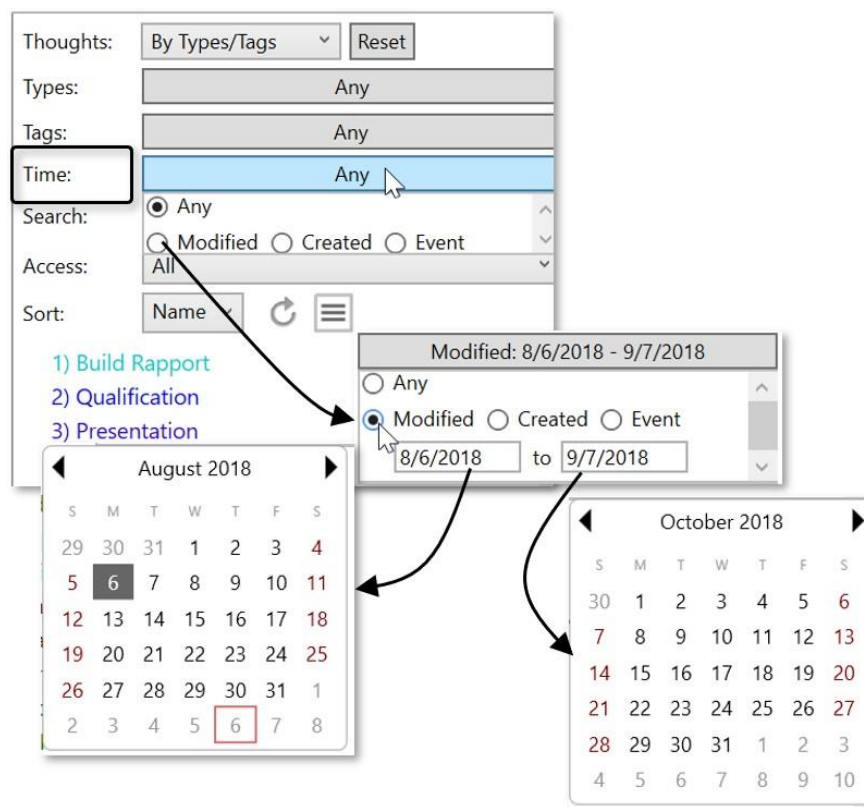 Thoughts: By Types/Tags Reset
Types: Any
Tags: Any
Time: Any
Search: Any
Modified Created Event
Access: All
Sort: Name
1) Build Rapport
2) Qualification
3) Presentation
Modified: 8/6/2018 - 9/7/2018
Any
Modified Created Event
8/6/2018 to 9/7/2018
August 2018
S M T W T F S
29 30 31 1 2 3 4
5 6 7 8 9 10 11
12 13 14 15 16 17 18
19 20 21 22 23 24 25
26 27 28 29 30 31 1
2 3 4 5 6 7 8
October 2018
S M T W T F S
30 1 2 3 4 5 6
7 8 9 10 11 12 13
14 15 16 17 18 19 20
21 22 23 24 25 26 27
28 29 30 31 1 2 3
4 5 6 7 8 9 10